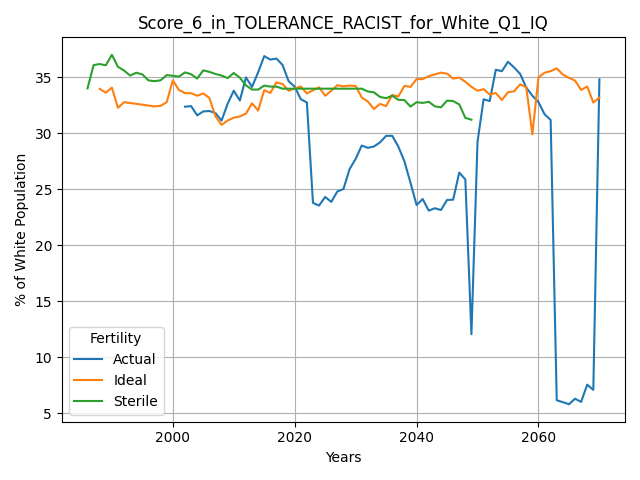 Score_6_in_TOLERANCE_RACIST_for_White_Q1_IQ
% of White Population
35
30
25
20
15
10
5
Fertility
Actual
Ideal
Sterile
2000
2020
2040
2060
Years